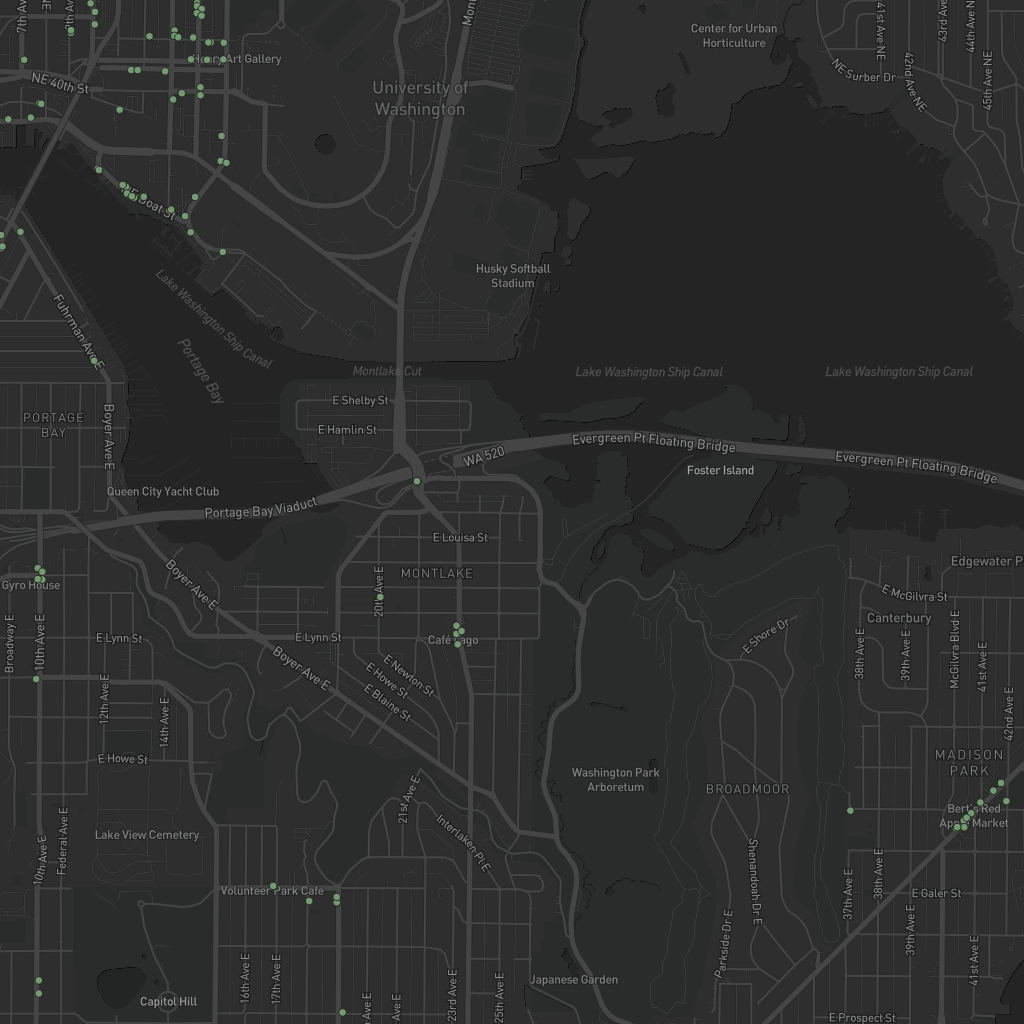 7th Ave NE
NE
9th Ave NE
Mont
Center for Urban
Horticulture
41st Ave NE
43rd Ave
44th Ave N
45th Ave NE
42nd Ave NE
NE Surber Dr
Henry Art Gallery
NE 40th St
University of
Washington
NE Boat St
Husky Softball
Stadium
Lake Washington Ship Canal
Portage Bay
Fuhrman Ave E
Montlake Cut
Lake Washington Ship Canal
Lake Washington Ship Canal
E Shelby St
E Hamlin St
PORTAGE
BAY
Boyer Ave E
WA 520
Evergreen Pt Floating Bridge
Evergreen Pt Floating Bridge
Foster Island
Queen City Yacht Club
Portage Bay Viaduct
E Louisa St
MONTLAKE
20th Ave E
Gyro House
Boyer Ave E
Edgewater P
E McGilvra St
Canterbury
Broadway E
10th Ave E
E Lynn St
E Lynn St
Café Lago
E Shore Dr
38th Ave E
39th Ave E
McGilvra Blvd E
41st Ave E
42nd Ave E
Boyer Ave E
E Newton St
E Howe St
E Blaine St
12th Ave E
14th Ave E
E Howe St
Washington Park
Arboretum
BROADMOOR
MADISON
PARK
Bert's Red
Apple Market
21st Ave E
Interlaken Pl E
Lake View Cemetery
10th Ave E
Federal Ave E
Shenandoah Dr E
Volunteer Park Cafe
37th Ave E
38th Ave E
E Galer St
39th Ave E
41st Ave E
Parkside Dr E
16th Ave E
17th Ave E
Japanese Garden
Capitol Hill
Ave E
Ave E
23rd Ave E
25th Ave E
E Prospect St